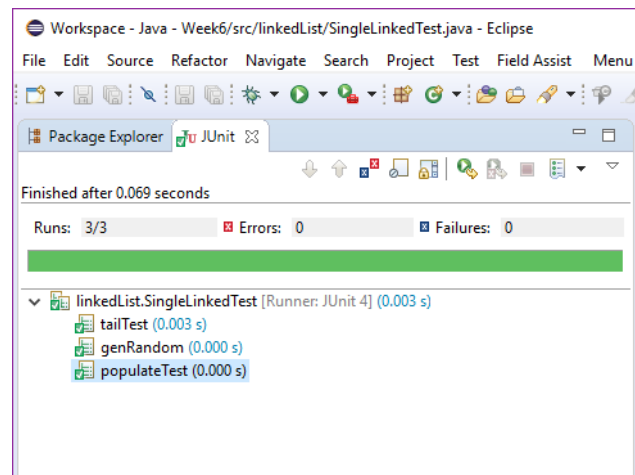 Workspace - Java - Week6/src/linkedList/SingleLinkedTest.java - Eclipse
File Edit Source Refactor Navigate Search Project Test Field Assist Menu
Package Explorer JUnit
Finished after 0.069 seconds
Runs: 3/3 Errors: 0 Failures: 0
linkedList.SingleLinkedTest [Runner: JUnit 4] (0.003 s)
tailTest (0.003 s)
genRandom (0.000 s)
populateTest (0.000 s)